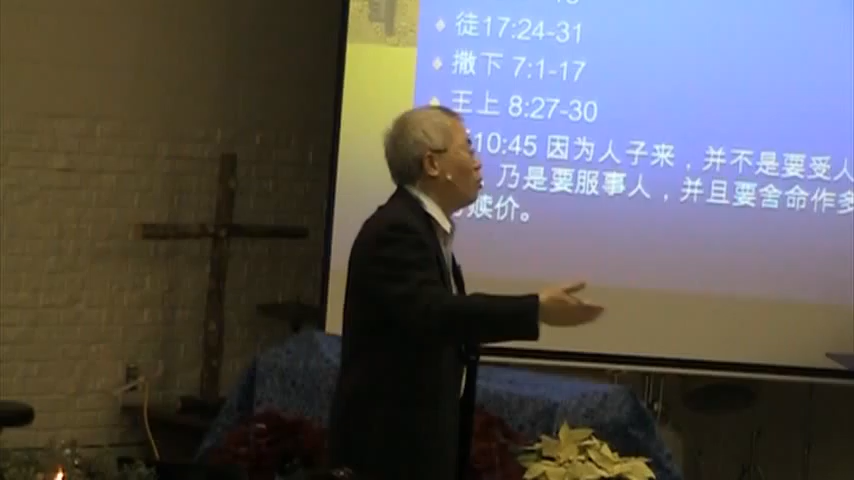 徒17:24-31
撒下 7:1-17
王上 8:27-30
10:45 因为人子来，并不是要受人
乃是要服事人，并且要舍命作多
赎价。